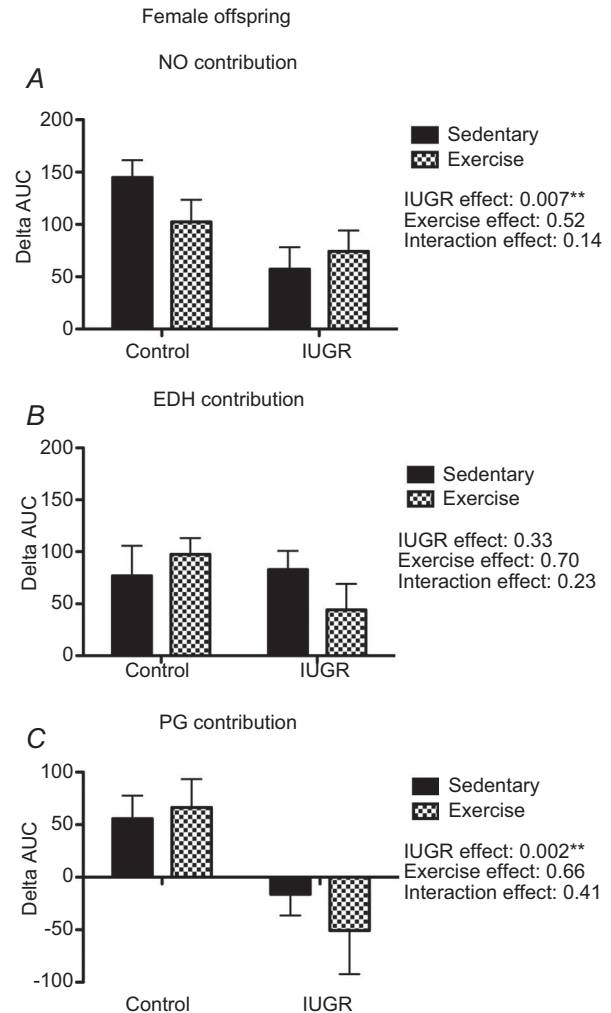 Female offspring
NO contribution
A
200
150
100
50
0
Delta AUC
Control
IUGR
Sedentary
Exercise
IUGR effect: 0.007**
Exercise effect: 0.52
Interaction effect: 0.14
EDH contribution
B
200
150
100
50
0
Delta AUC
Control
IUGR
Sedentary
Exercise
IUGR effect: 0.33
Exercise effect: 0.70
Interaction effect: 0.23
PG contribution
C
100
50
0
-50
-100
Delta AUC
Control
IUGR
Sedentary
Exercise
IUGR effect: 0.002**
Exercise effect: 0.66
Interaction effect: 0.41